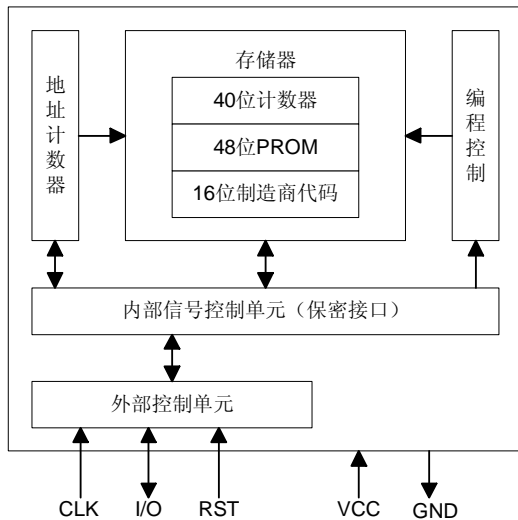 地址计数器
存储器
40位计数器
48位PROM
16位制造商代码
编程控制
内部信号控制单元（保密接口）
外部控制单元
CLK
I/O
RST
VCC
GND